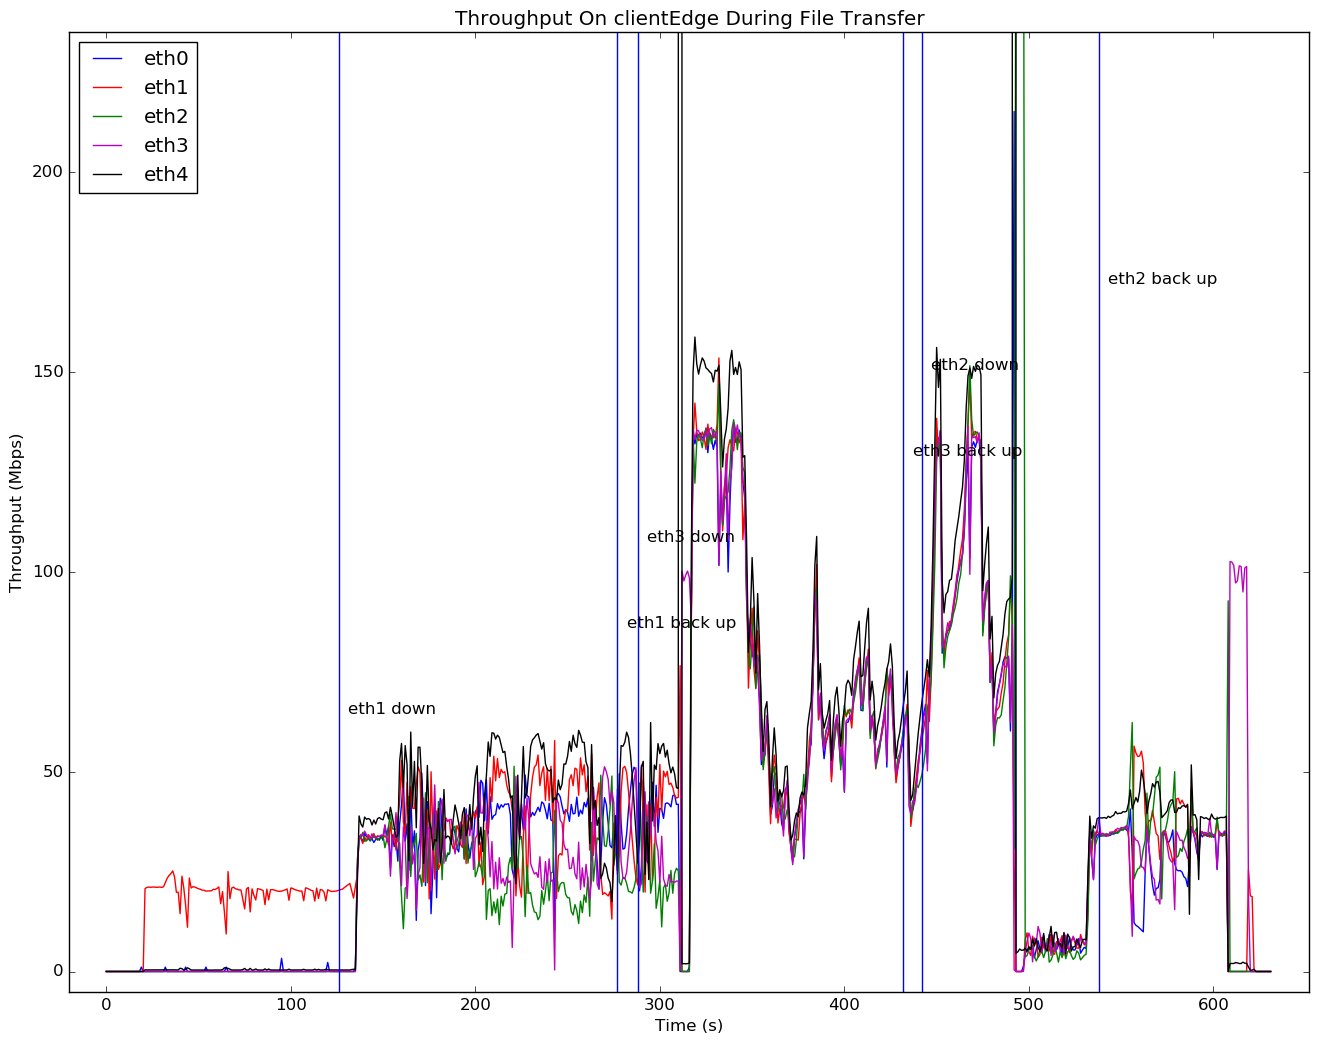 Throughput On clientEdge During File Transfer
eth0
eth1
eth2
eth3
eth4
200
150
100
50
0
Throughput (Mbps)
eth2 back up
eth2 down
eth3 back up
eth3 down
eth1 back up
eth1 down
0
100
200
300
400
500
600
Time (s)